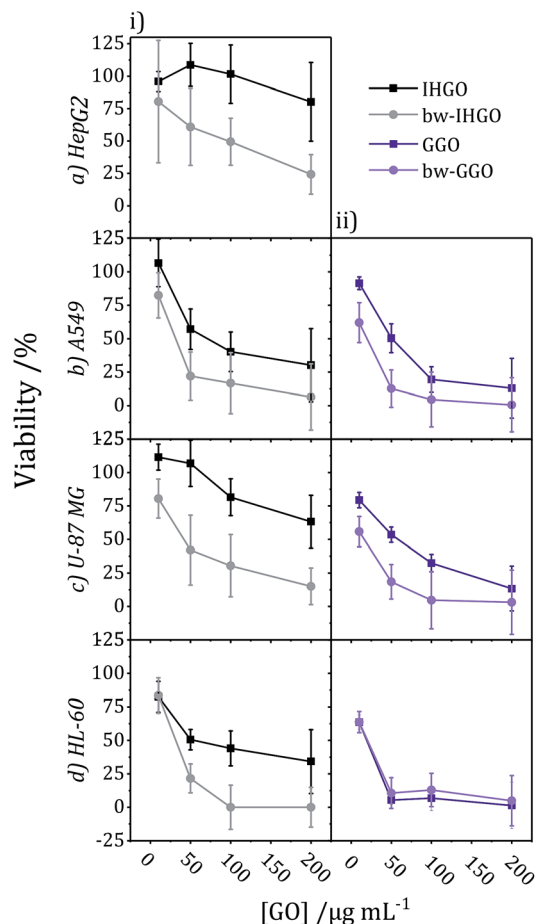 i)
125
100
75
50
25
0
a) HepG2
IHGO
bw-IHGO
GGO
bw-GGO
ii)
125
100
75
50
25
0
b) A549
Viability /%
125
100
75
50
25
0
c) U-87 MG
125
100
75
50
25
0
-25
d) HL-60
0 50 100 150 200 0 50 100 150 200
[GO] /μg mL⁻¹